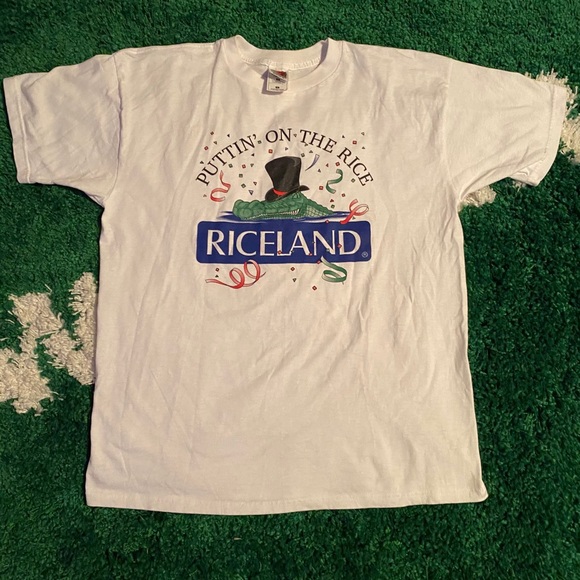 PUTTIN' ON THE RICE
RICELAND®